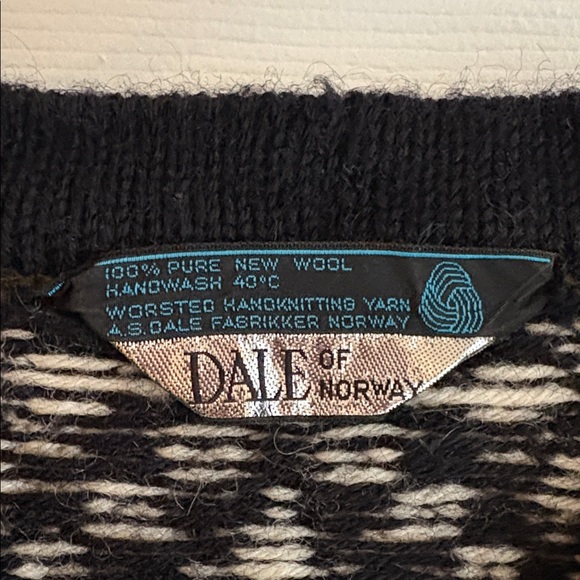 100% PURE NEW WOOL
HANDWASH 40°C
WORSTED HANDKNITTING YARN
A.S. DALE FABRIKKER NORWAY
DALE OF NORWAY